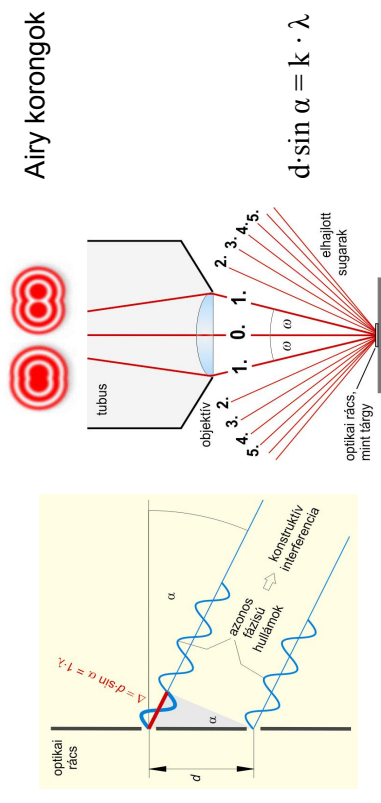 Airy korongok
tubus
objektív
2.
3.
4.
5.
1.
0.
1.
2.
3.
4.
5.
ω
ω
elhajlott
sugarak
optikai rács,
mint tárgy
d·sin α = k · λ
optikai
rács
Δ=d·sin α = 1·λ
α
α
d
azonos
fázisú
hullámok
konstruktív
interferencia